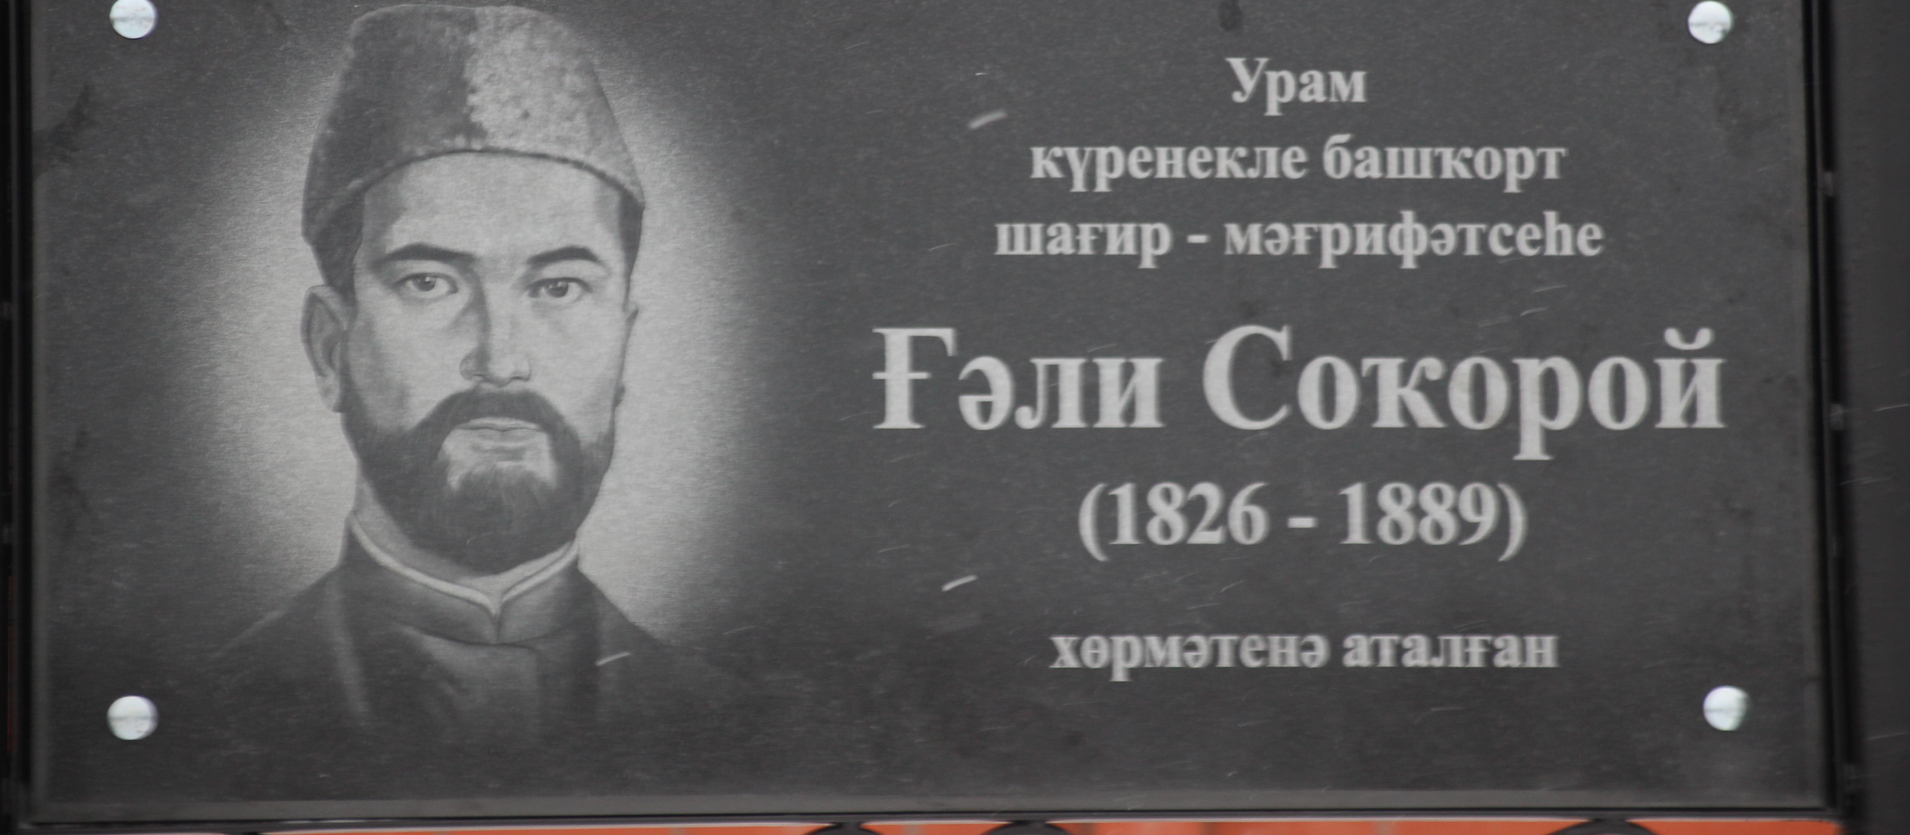 Урам
күренекле башҡорт
шағир - мәғрифәтсеһе
Ғәли Соҡорой
(1826 - 1889)
хөрмәтенә аталған